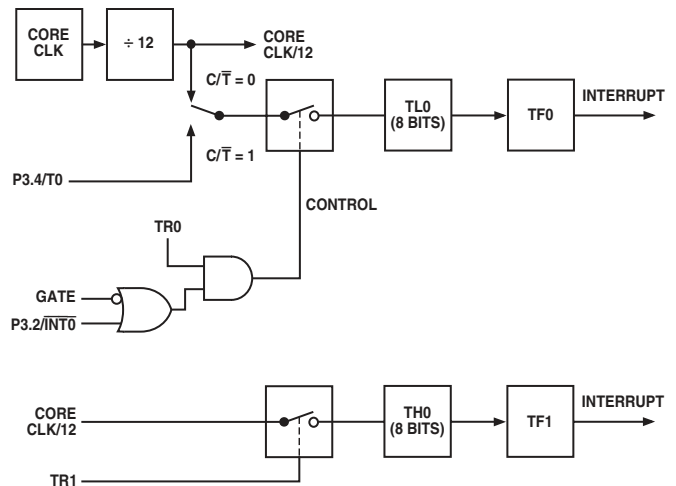 CORE
CLK
÷ 12
CORE
CLK/12
C/T̅ = 0
TL0
(8 BITS)
TF0
INTERRUPT
C/T̅ = 1
P3.4/T0
CONTROL
TR0
GATE
P3.2/I̅N̅T̅0̅
CORE
CLK/12
TH0
(8 BITS)
TF1
INTERRUPT
TR1